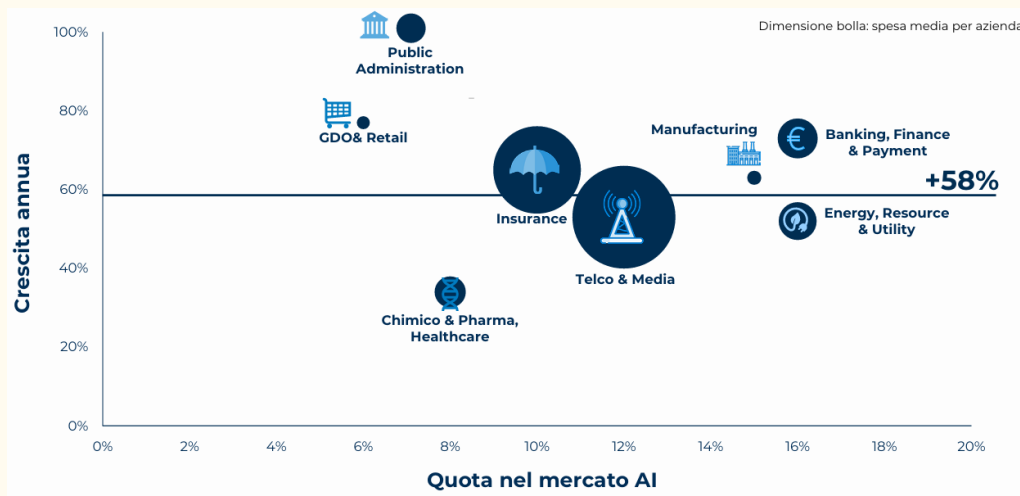 Dimensione bolla: spesa media per azienda
100%
Public
Administration
80%
GDO& Retail
Manufacturing
€
Banking, Finance
& Payment
+58%
60%
Insurance
Energy, Resource
& Utility
Telco & Media
40%
Chimico & Pharma,
Healthcare
20%
0%
Crescita annua
0%
2%
4%
6%
8%
10%
12%
14%
16%
18%
20%
Quota nel mercato AI